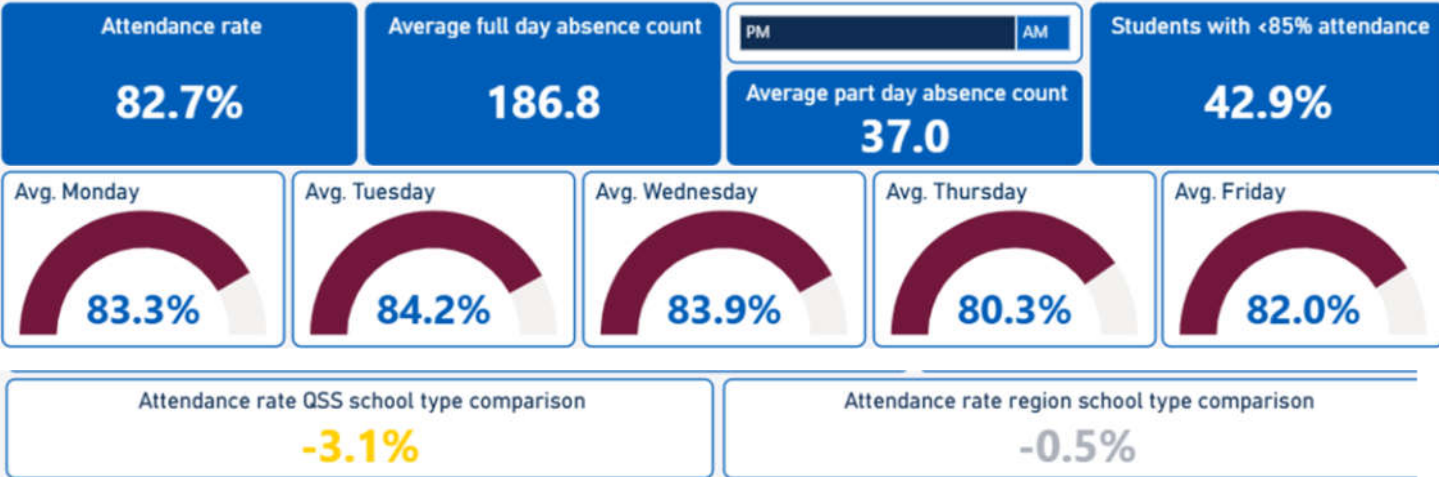 Attendance rate
82.7%
Average full day absence count
186.8
PM
AM
Average part day absence count
37.0
Students with <85% attendance
42.9%
Avg. Monday
83.3%
Avg. Tuesday
84.2%
Avg. Wednesday
83.9%
Avg. Thursday
80.3%
Avg. Friday
82.0%
Attendance rate QSS school type comparison
-3.1%
Attendance rate region school type comparison
-0.5%